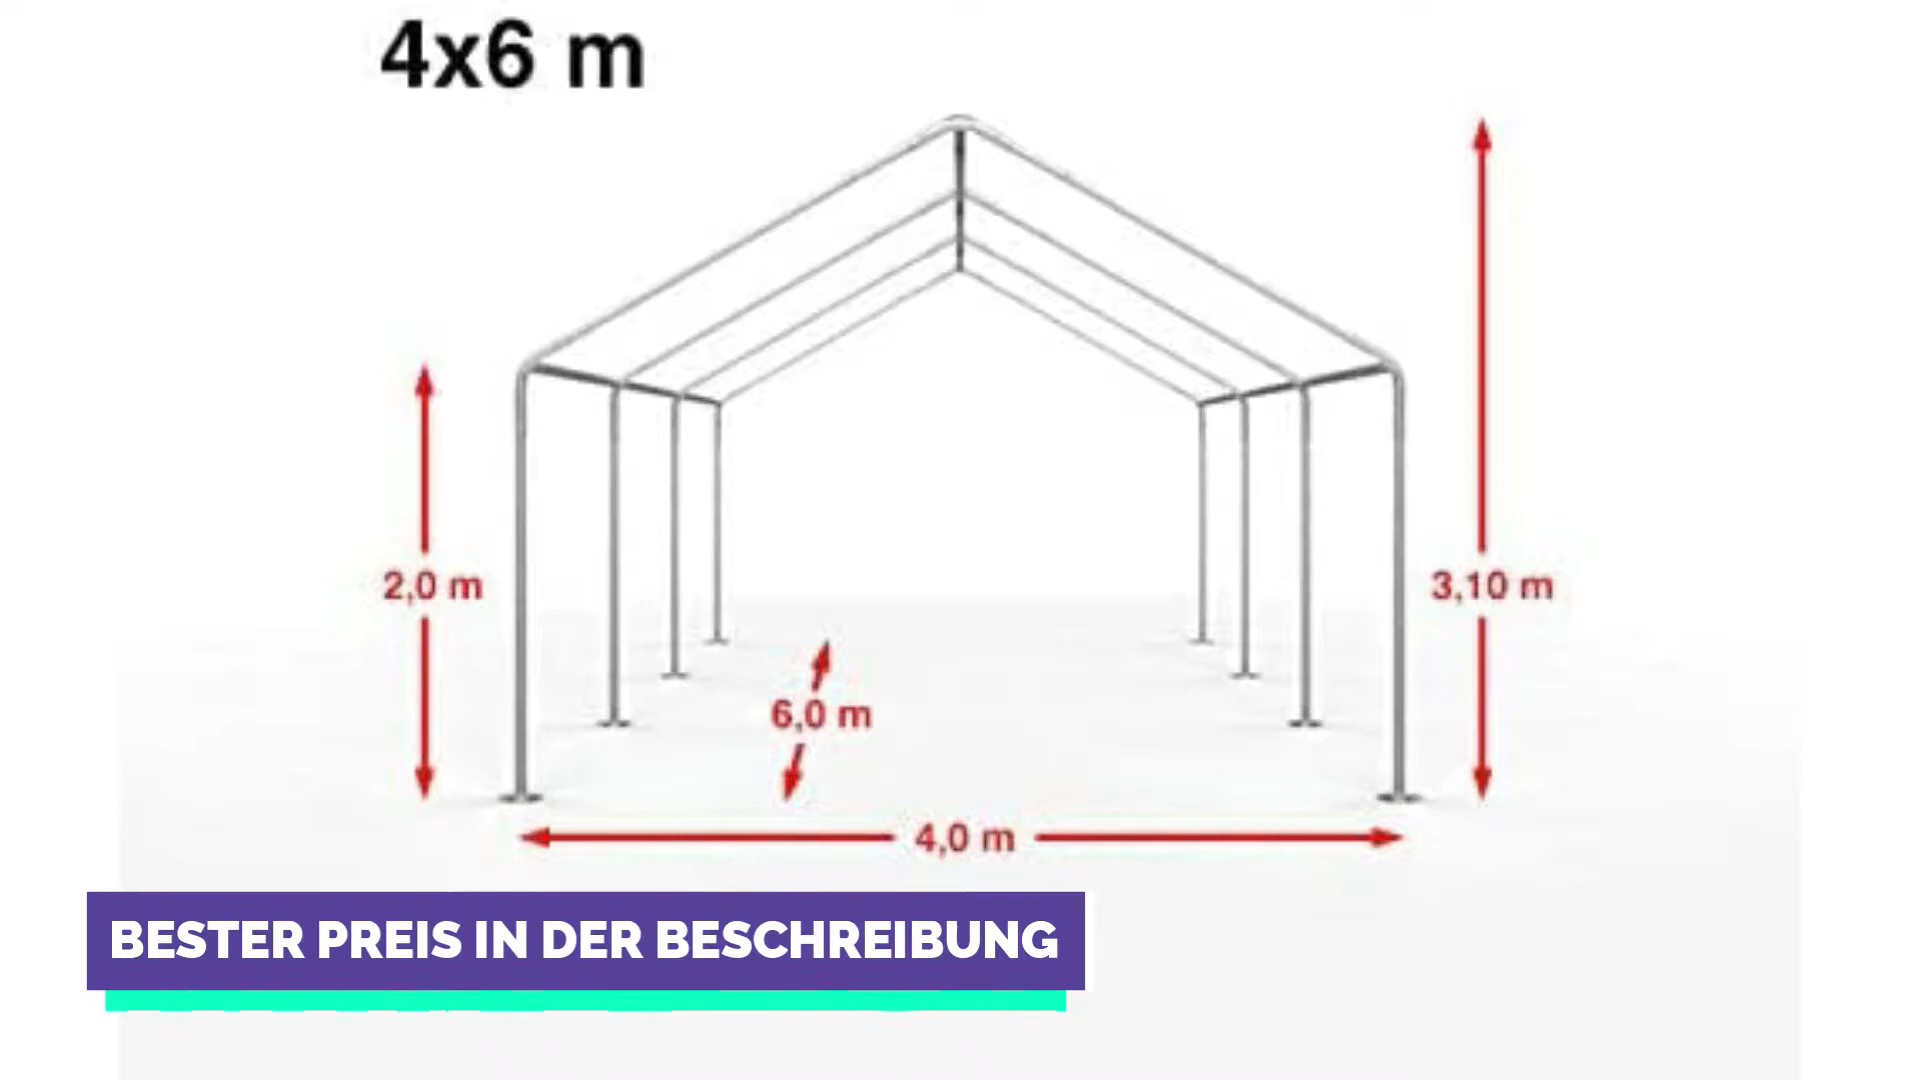 4x6 m
2,0 m
3,10 m
6,0 m
4,0 m
BESTER PREIS IN DER BESCHREIBUNG